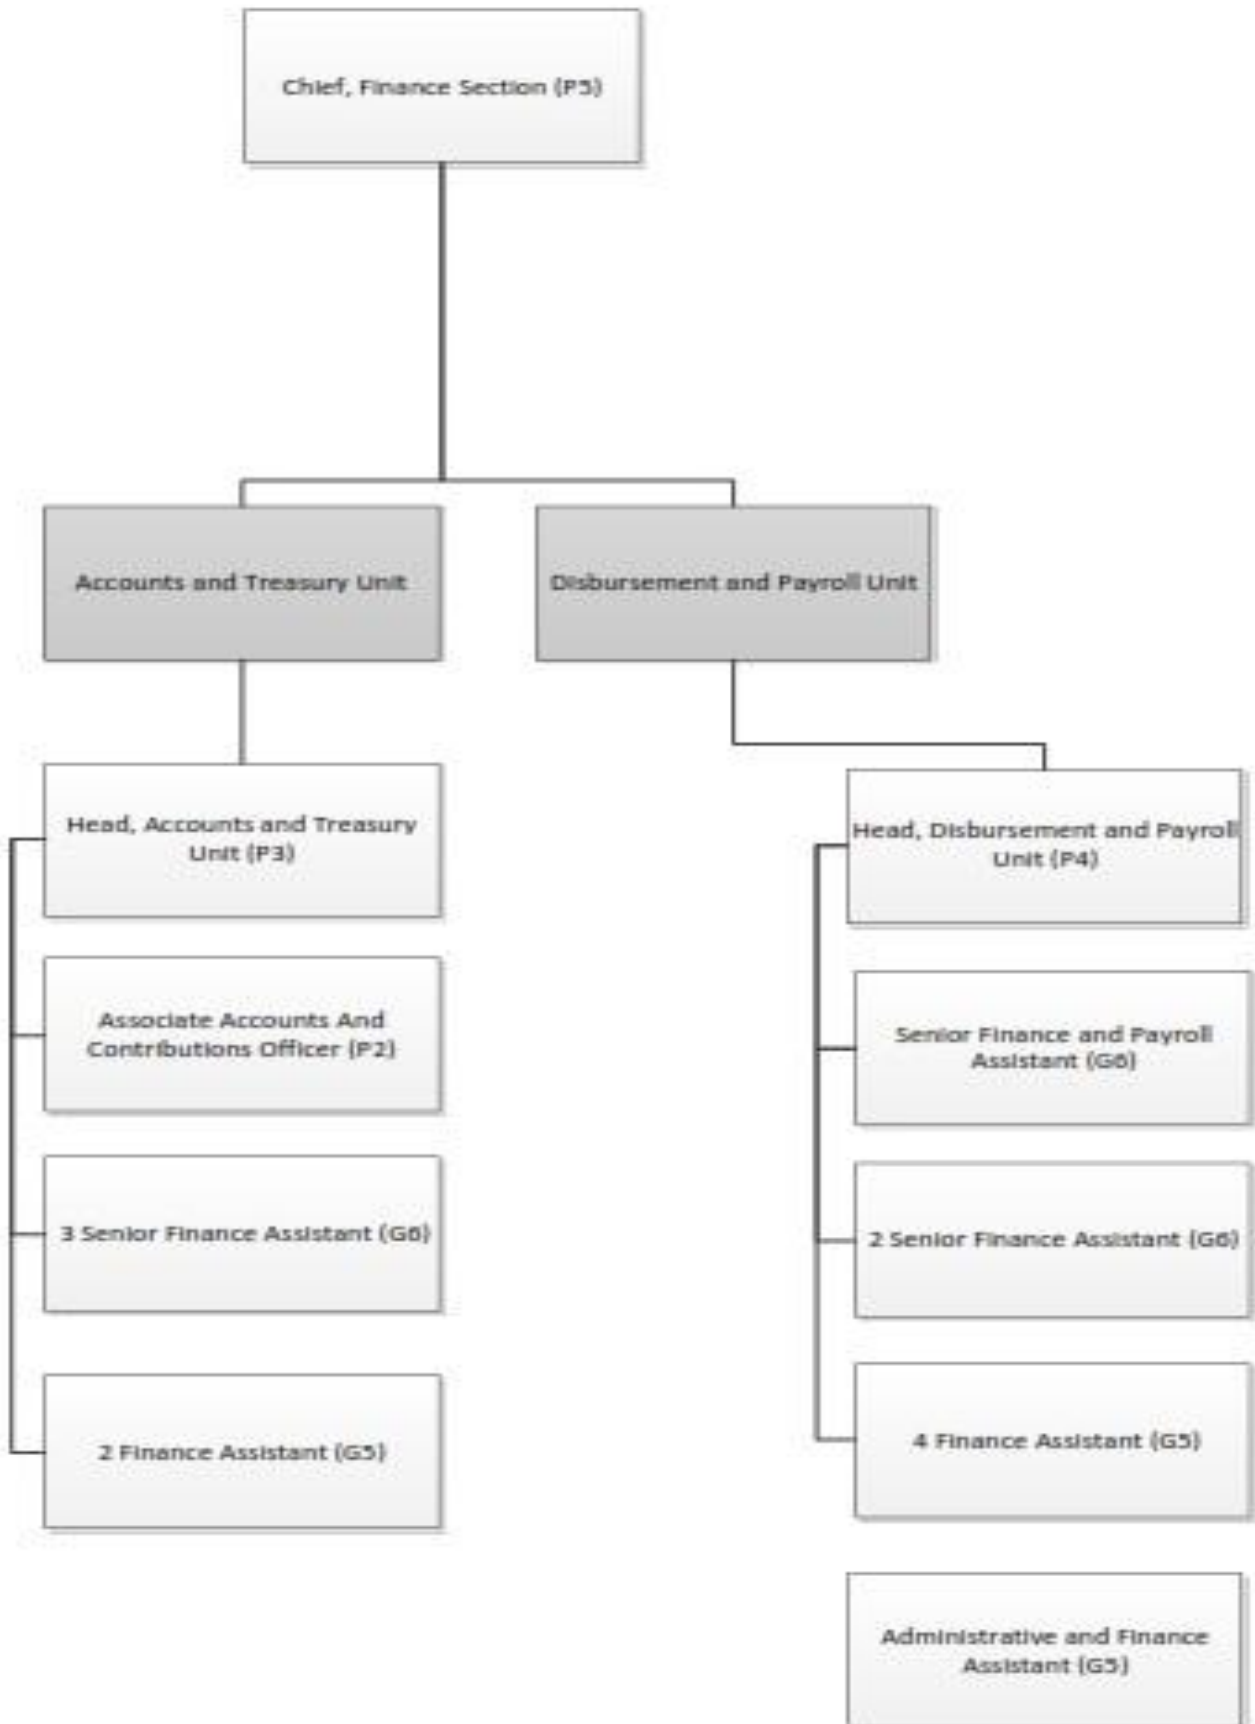 Chief, Finance Section (P5)
Accounts and Treasury Unit
Disbursement and Payroll Unit
Head, Accounts and Treasury
Unit (P3)
Associate Accounts And
Contributions Officer (P2)
3 Senior Finance Assistant (G6)
2 Finance Assistant (G5)
Head, Disbursement and Payroll
Unit (P4)
Senior Finance and Payroll
Assistant (G6)
2 Senior Finance Assistant (G6)
4 Finance Assistant (G5)
Administrative and Finance
Assistant (G5)